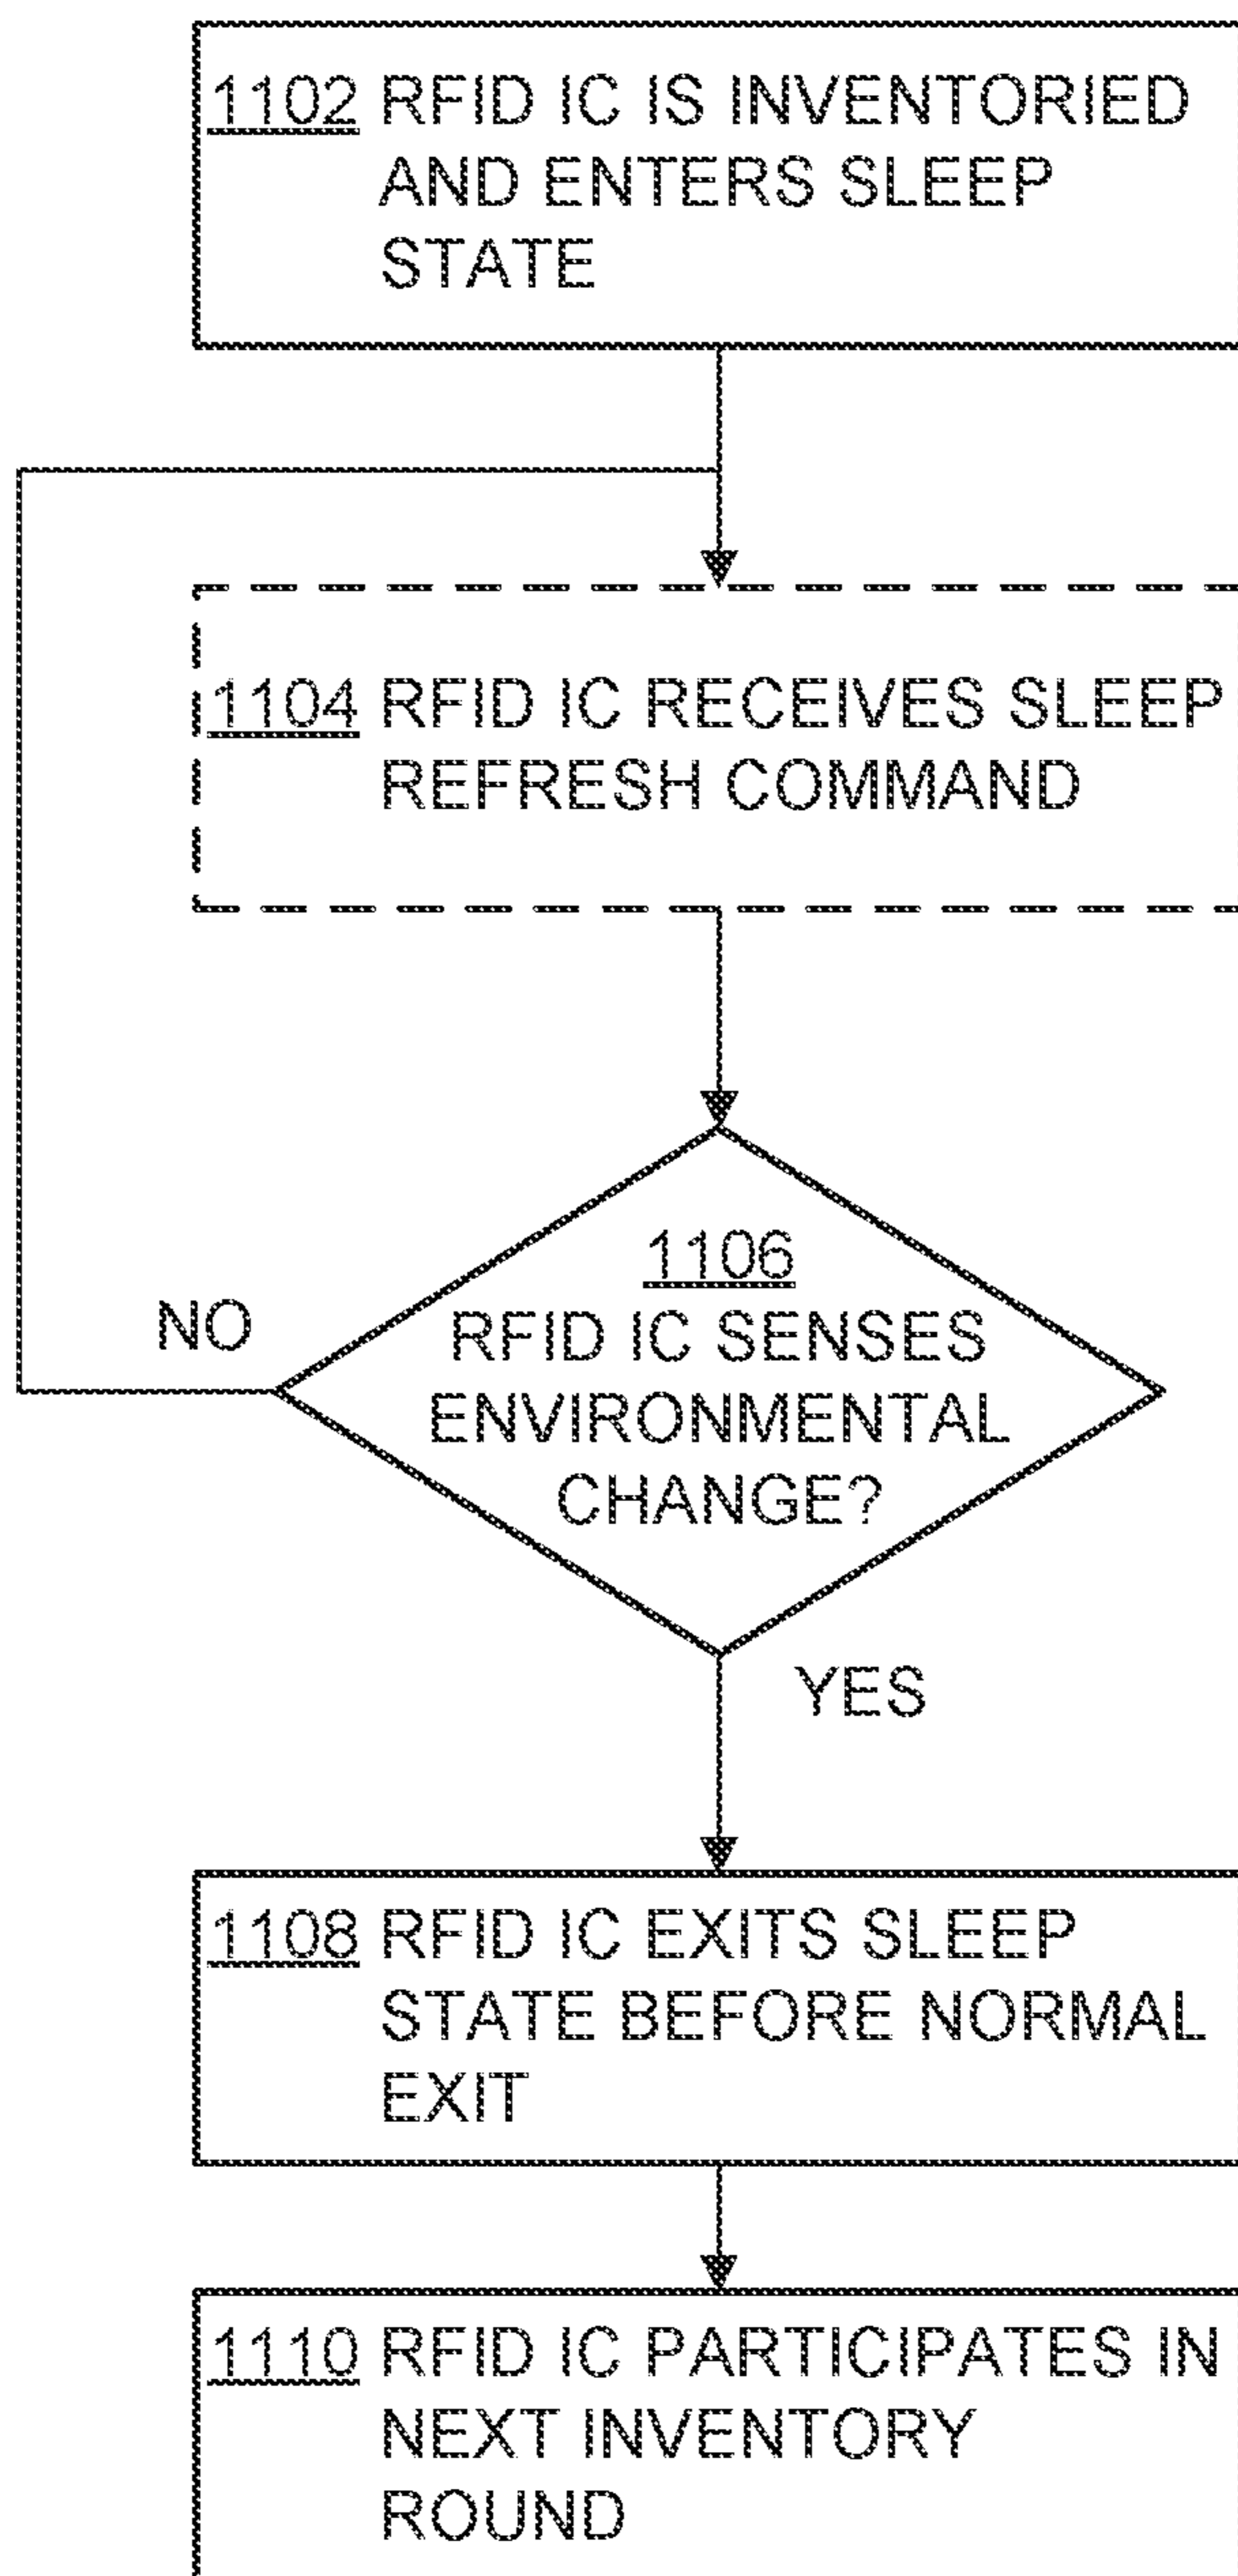 1102 RFID IC IS INVENTORIED
AND ENTERS SLEEP
STATE
1104 RFID IC RECEIVES SLEEP
REFRESH COMMAND
1106
RFID IC SENSES
ENVIRONMENTAL
CHANGE?
NO
YES
1108 RFID IC EXITS SLEEP
STATE BEFORE NORMAL
EXIT
1110 RFID IC PARTICIPATES IN
NEXT INVENTORY
ROUND